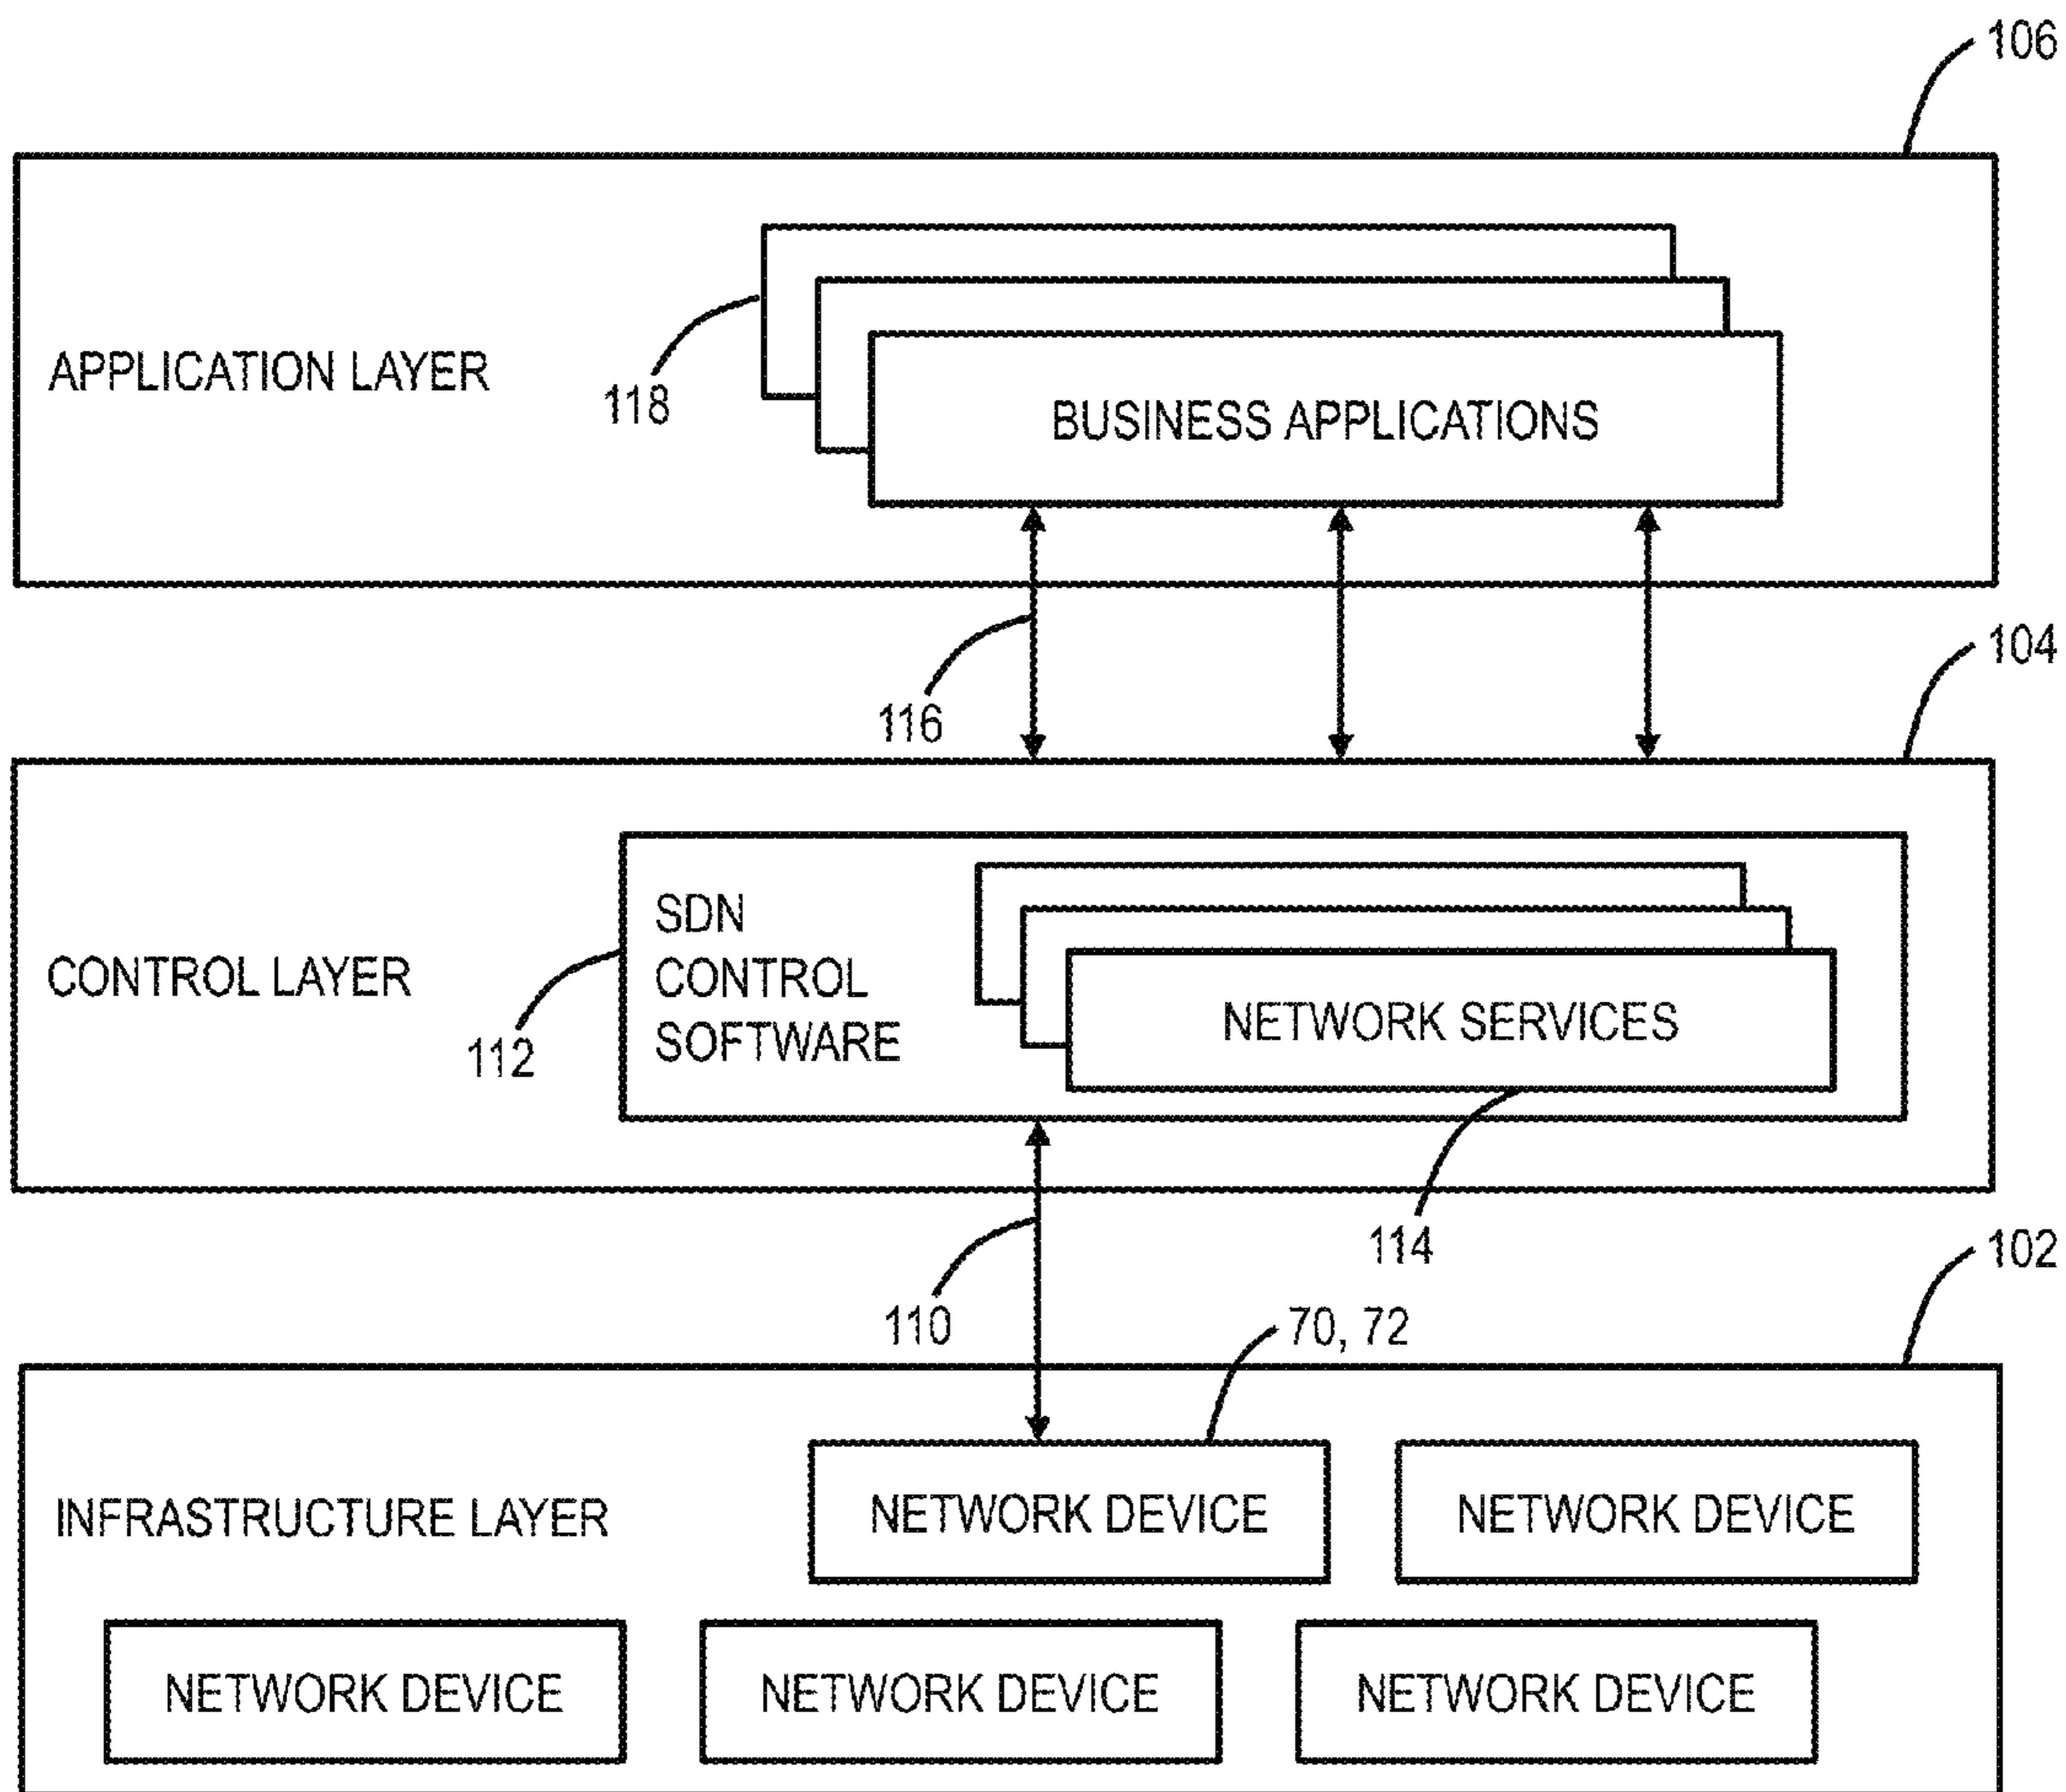 106
APPLICATION LAYER
118
BUSINESS APPLICATIONS
116
104
CONTROL LAYER
112
SDN
CONTROL
SOFTWARE
NETWORK SERVICES
114
110
102
70, 72
INFRASTRUCTURE LAYER
NETWORK DEVICE
NETWORK DEVICE
NETWORK DEVICE
NETWORK DEVICE
NETWORK DEVICE